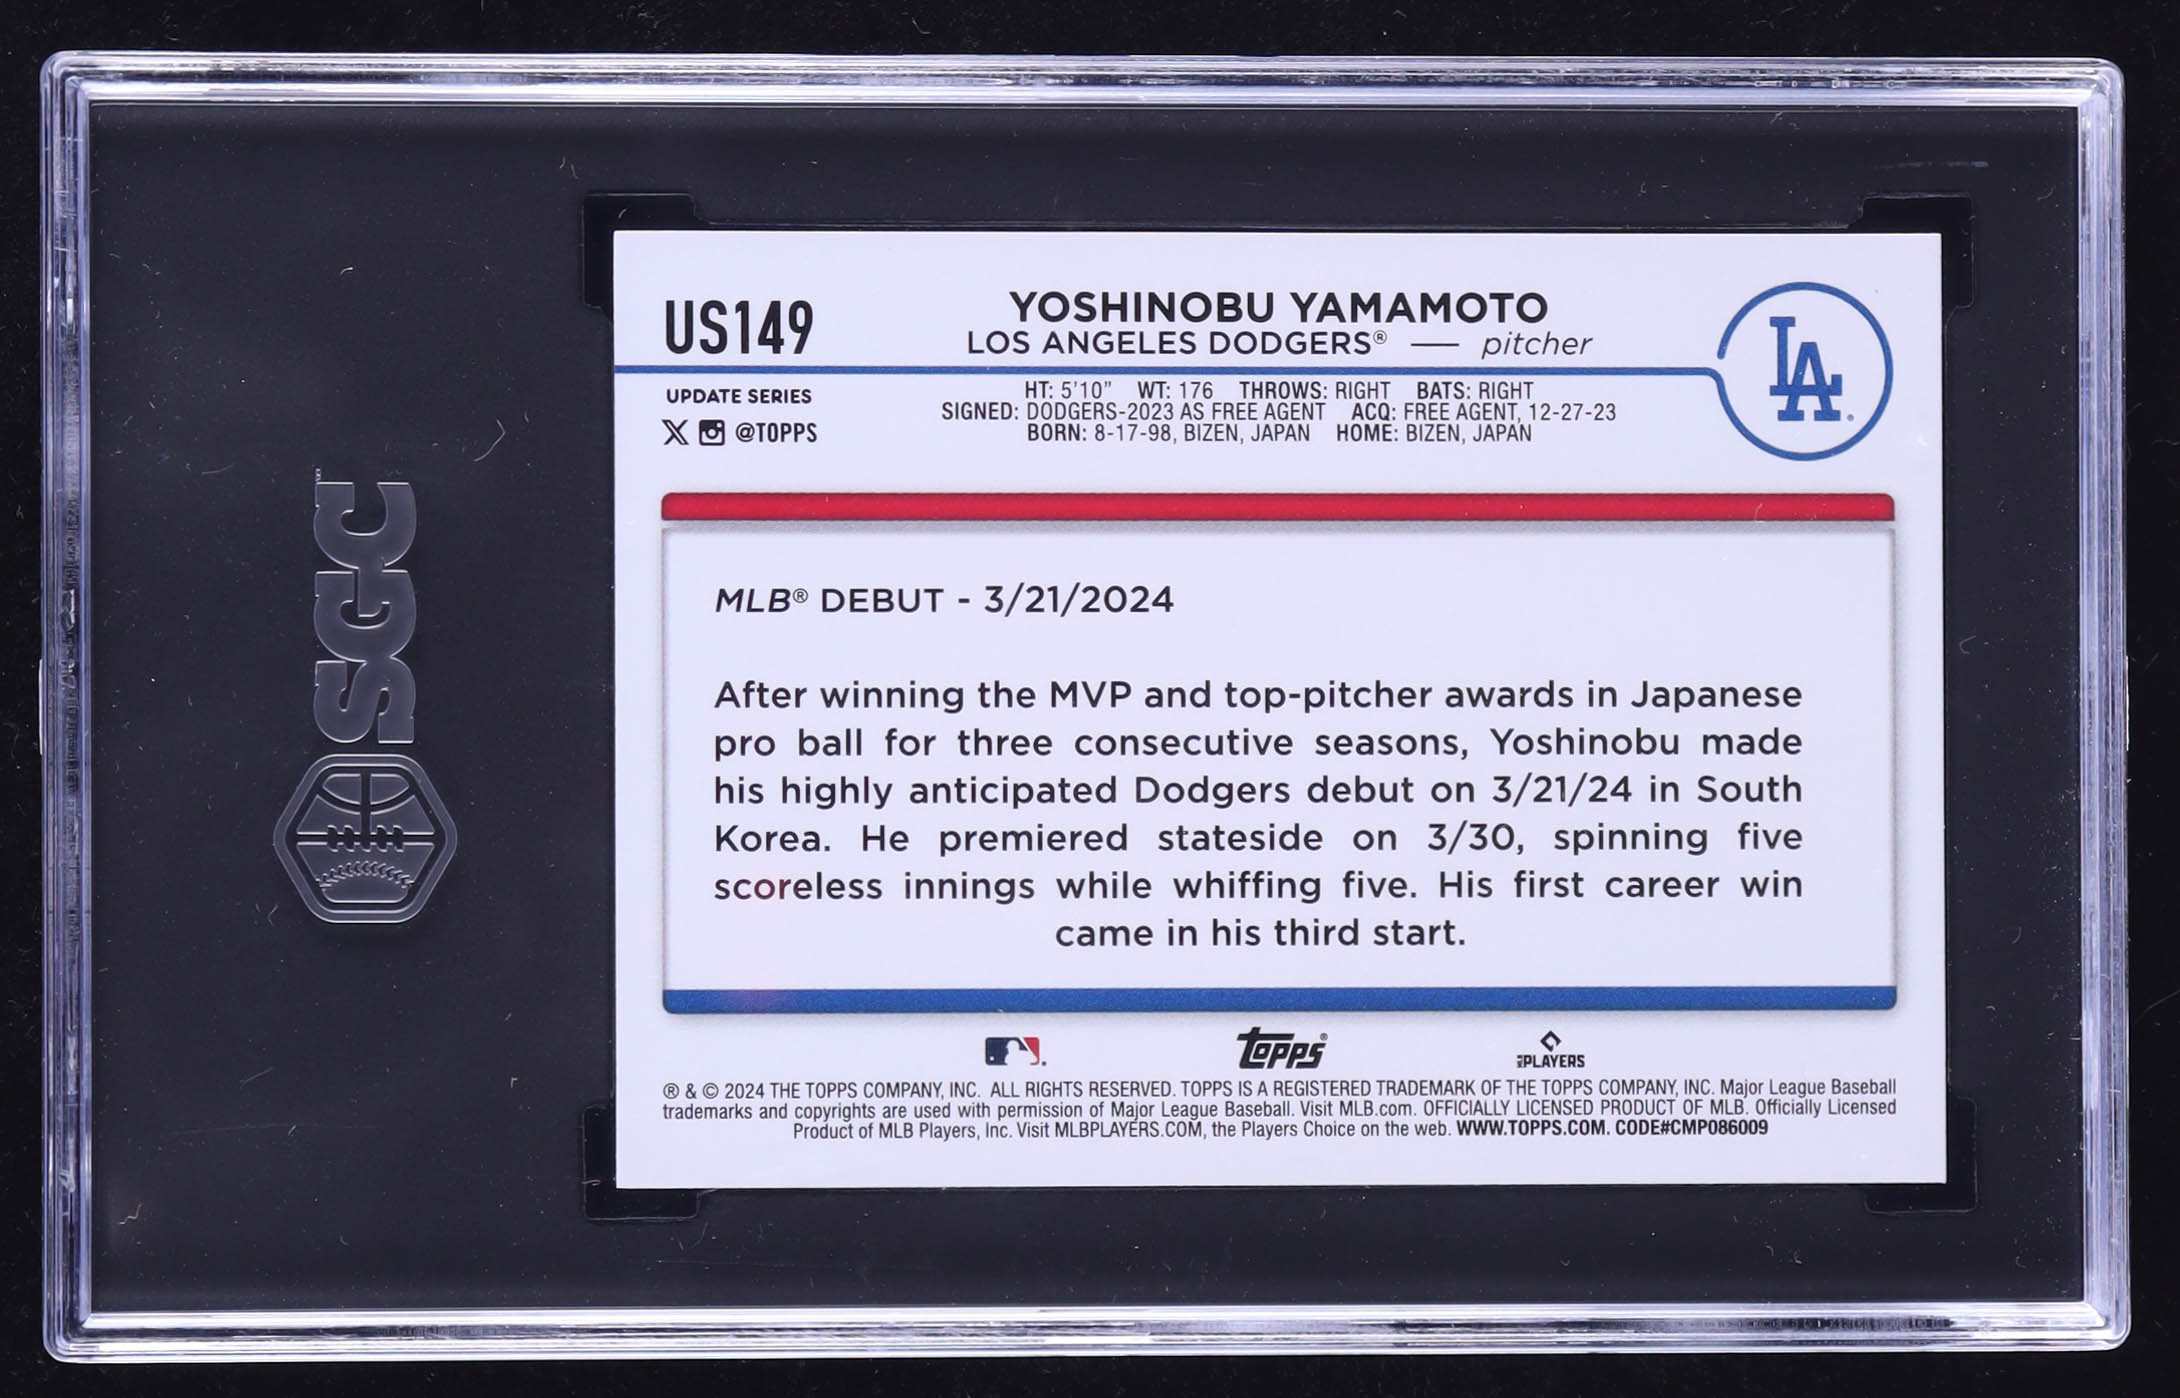 SGC
US149
YOSHINOBU YAMAMOTO
LOS ANGELES DODGERS® — pitcher
LA
UPDATE SERIES
@TOPPS
HT: 5'10" WT: 176 THROWS: RIGHT BATS: RIGHT
SIGNED: DODGERS-2023 AS FREE AGENT ACQ: FREE AGENT, 12-27-23
BORN: 8-17-98, BIZEN, JAPAN HOME: BIZEN, JAPAN
MLB® DEBUT - 3/21/2024
After winning the MVP and top-pitcher awards in Japanese
pro ball for three consecutive seasons, Yoshinobu made
his highly anticipated Dodgers debut on 3/21/24 in South
Korea. He premiered stateside on 3/30, spinning five
scoreless innings while whiffing five. His first career win
came in his third start.
topps®
PLAYERS
® & © 2024 THE TOPPS COMPANY, INC. ALL RIGHTS RESERVED. TOPPS IS A REGISTERED TRADEMARK OF THE TOPPS COMPANY, INC. Major League Baseball
trademarks and copyrights are used with permission of Major League Baseball. Visit MLB.com. OFFICIALLY LICENSED PRODUCT OF MLB. Officially Licensed
Product of MLB Players, Inc. Visit MLBPLAYERS.COM, the Players Choice on the web. WWW.TOPPS.COM. CODE#CMP086009